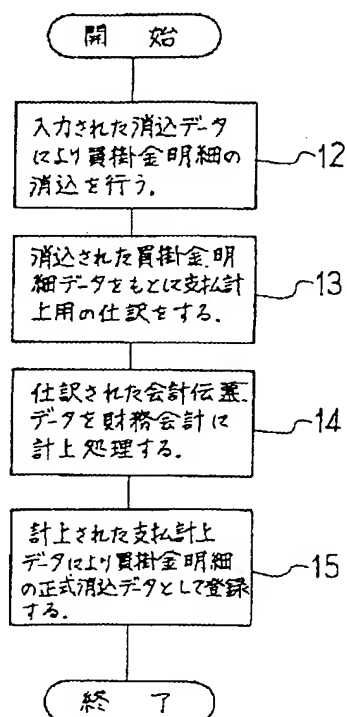 開 始
入力された消込データ
により買掛金明細の
消込を行う.
12
消込された買掛金明
細データをもとに支払計
上用の仕訳をする.
13
仕訳された会計伝票
データを財務会計に
計上処理する.
14
計上された支払計上
データにより買掛金明細
の正式消込データとして登録
する.
15
終 了